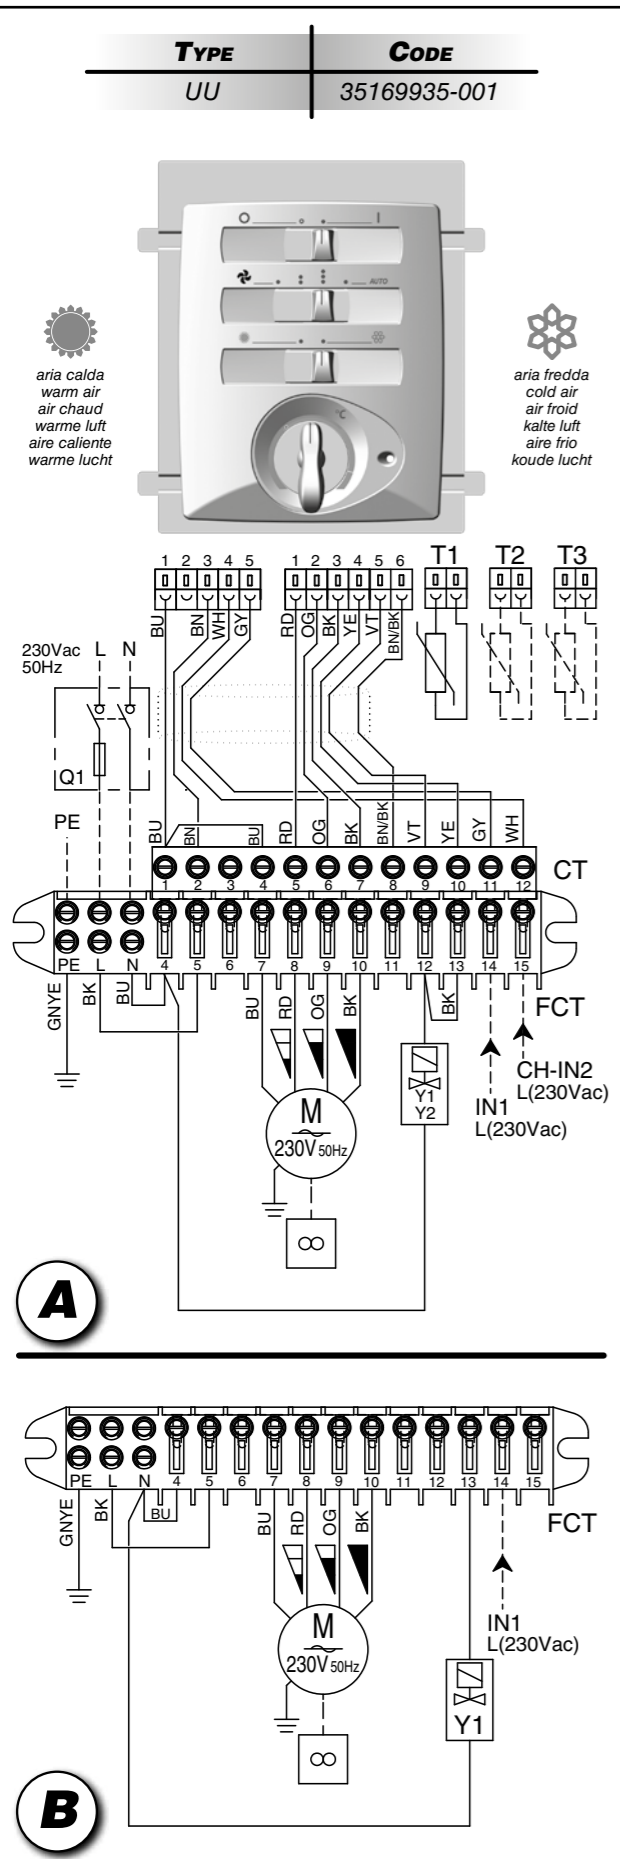 TYPE CODE
UU 35169935-001
O I
AUTO
°C
aria calda
warm air
air chaud
warme luft
aire caliente
warme lucht
aria fredda
cold air
air froid
kalte luft
aire frio
koude lucht
1 2 3 4 5 1 2 3 4 5 6 T1 T2 T3
BU BN WH GY RD OG BK YE VT BN/BK
230Vac L N
50Hz
Q1
PE
BU BN BU RD OG BK BN/BK VT YE GY WH
CT
1 2 3 4 5 6 7 8 9 10 11 12
PE L N 4 5 6 7 8 9 10 11 12 13 14 15
FCT
GNYE BK BU BU RD OG BK BK
Y1
Y2
CH-IN2
L(230Vac)
IN1
L(230Vac)
M
230V 50Hz
A
PE L N 4 5 6 7 8 9 10 11 12 13 14 15
FCT
GNYE BK BU BU RD OG BK
IN1
L(230Vac)
M
230V 50Hz
Y1
B